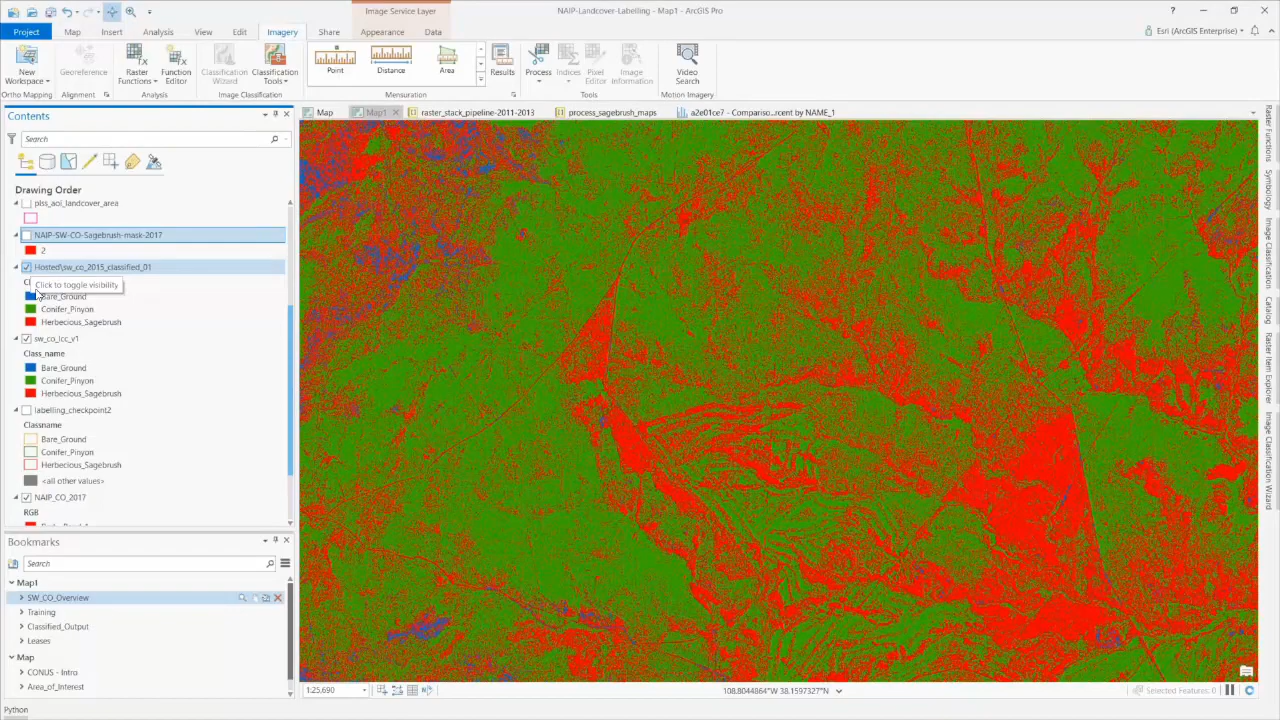 Image Service Layer
NAIP-Landcover-Labelling - Map1 - ArcGIS Pro
Project Map Insert Analysis View Edit Imagery Share Appearance Data
Esri (ArcGIS Enterprise)
New Workspace
Georeference
Raster Functions
Function Editor
Classification Wizard
Classification Tools
Point
Distance
Area
Results
Process
Indices
Pixel Editor
Image Information
Video Search
Ortho Mapping Alignment Analysis Image Classification Mensuration Tools Motion Imagery
Contents
Map Map1 raster_stack_pipeline-2011-2013 process_sagebrush_maps a2e01ce7 - Compariso...rcent by NAME_1
Search
Drawing Order
plss_aoi_landcover_area
NAIP-SW-CO-Sagebrush-mask-2017
2
Hosted\sw_co_2015_classified_01
Click to toggle visibility
Bare_Ground
Conifer_Pinyon
Herbecious_Sagebrush
sw_co_lcc_v1
Class_name
Bare_Ground
Conifer_Pinyon
Herbecious_Sagebrush
labelling_checkpoint2
Classname
Bare_Ground
Conifer_Pinyon
Herbecious_Sagebrush
<all other values>
NAIP_CO_2017
RGB
Bookmarks
Search
Map1
SW_CO_Overview
Training
Classified_Output
Leases
Map
CONUS - Intro
Area_of_Interest
Python
1:25,690
108.8044864°W 38.1597327°N
Selected Features: 0
Raster Functions
Symbology
Image Classification
Catalog
Raster Item Explorer
Image Classification Wizard